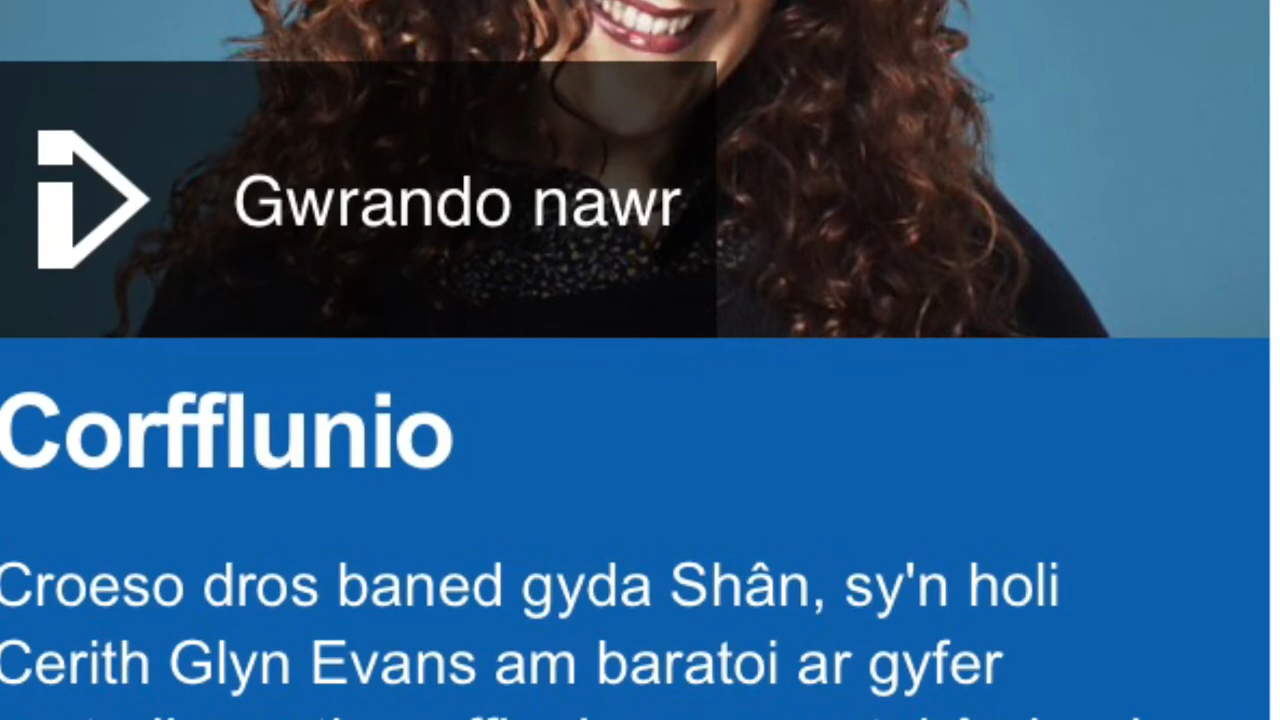 Gwrando nawr
Corfflunio
Croeso dros baned gyda Shân, sy'n holi
Cerith Glyn Evans am baratoi ar gyfer